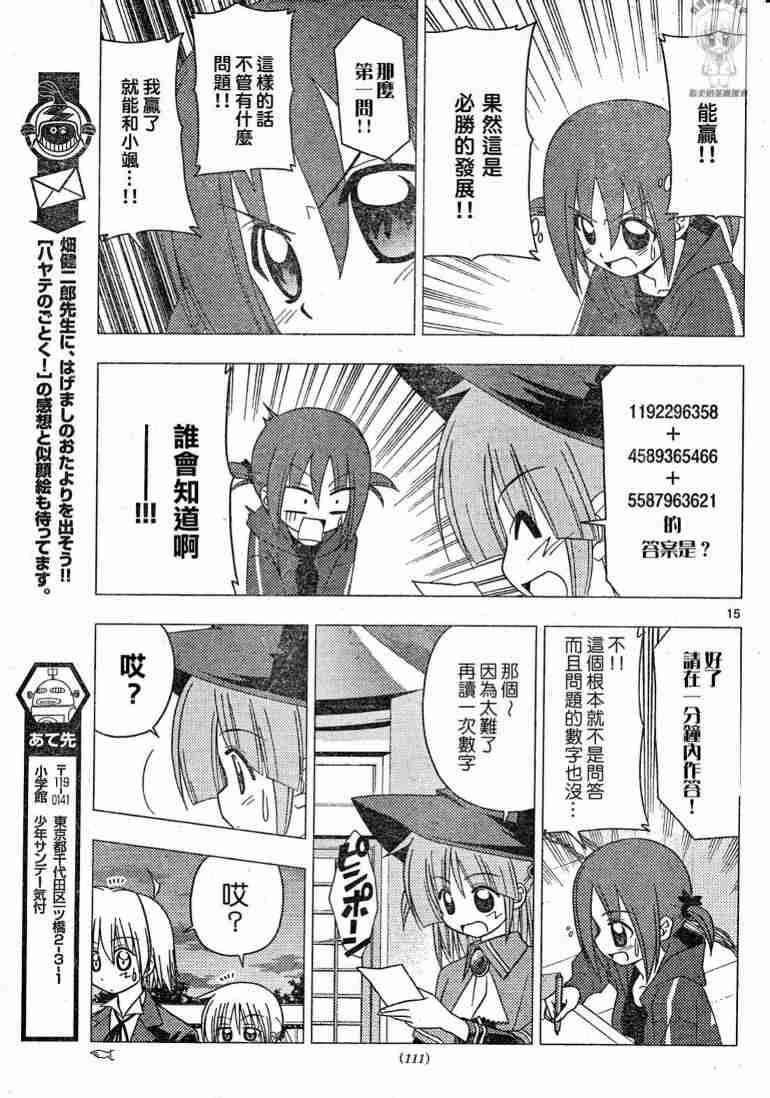 能贏!!
果然這是
必勝的發展!!
那麼
第一問!!
這樣的話
不管有什麼
問題!!
我贏了
就能和小颯…!!
1192296358
+
4589365466
+
5587963621
的
答案是？
誰會知道啊
——!!!
15
好了
請在一分鐘內作答!
不!!
這個根本就不是問答
而且問題的數字也沒…
那個~
因為太難了
再讀一次數字
ピンポーン
哎？
哎？
(111)
畑健二郎先生に、はげましのおたよりを出そう!!
[ハヤテのごとく!]の感想と似顔絵も待ってます。
あて先
〒119-0141
東京都千代田区一ツ橋2-3-1
小学館 少年サンデー気付